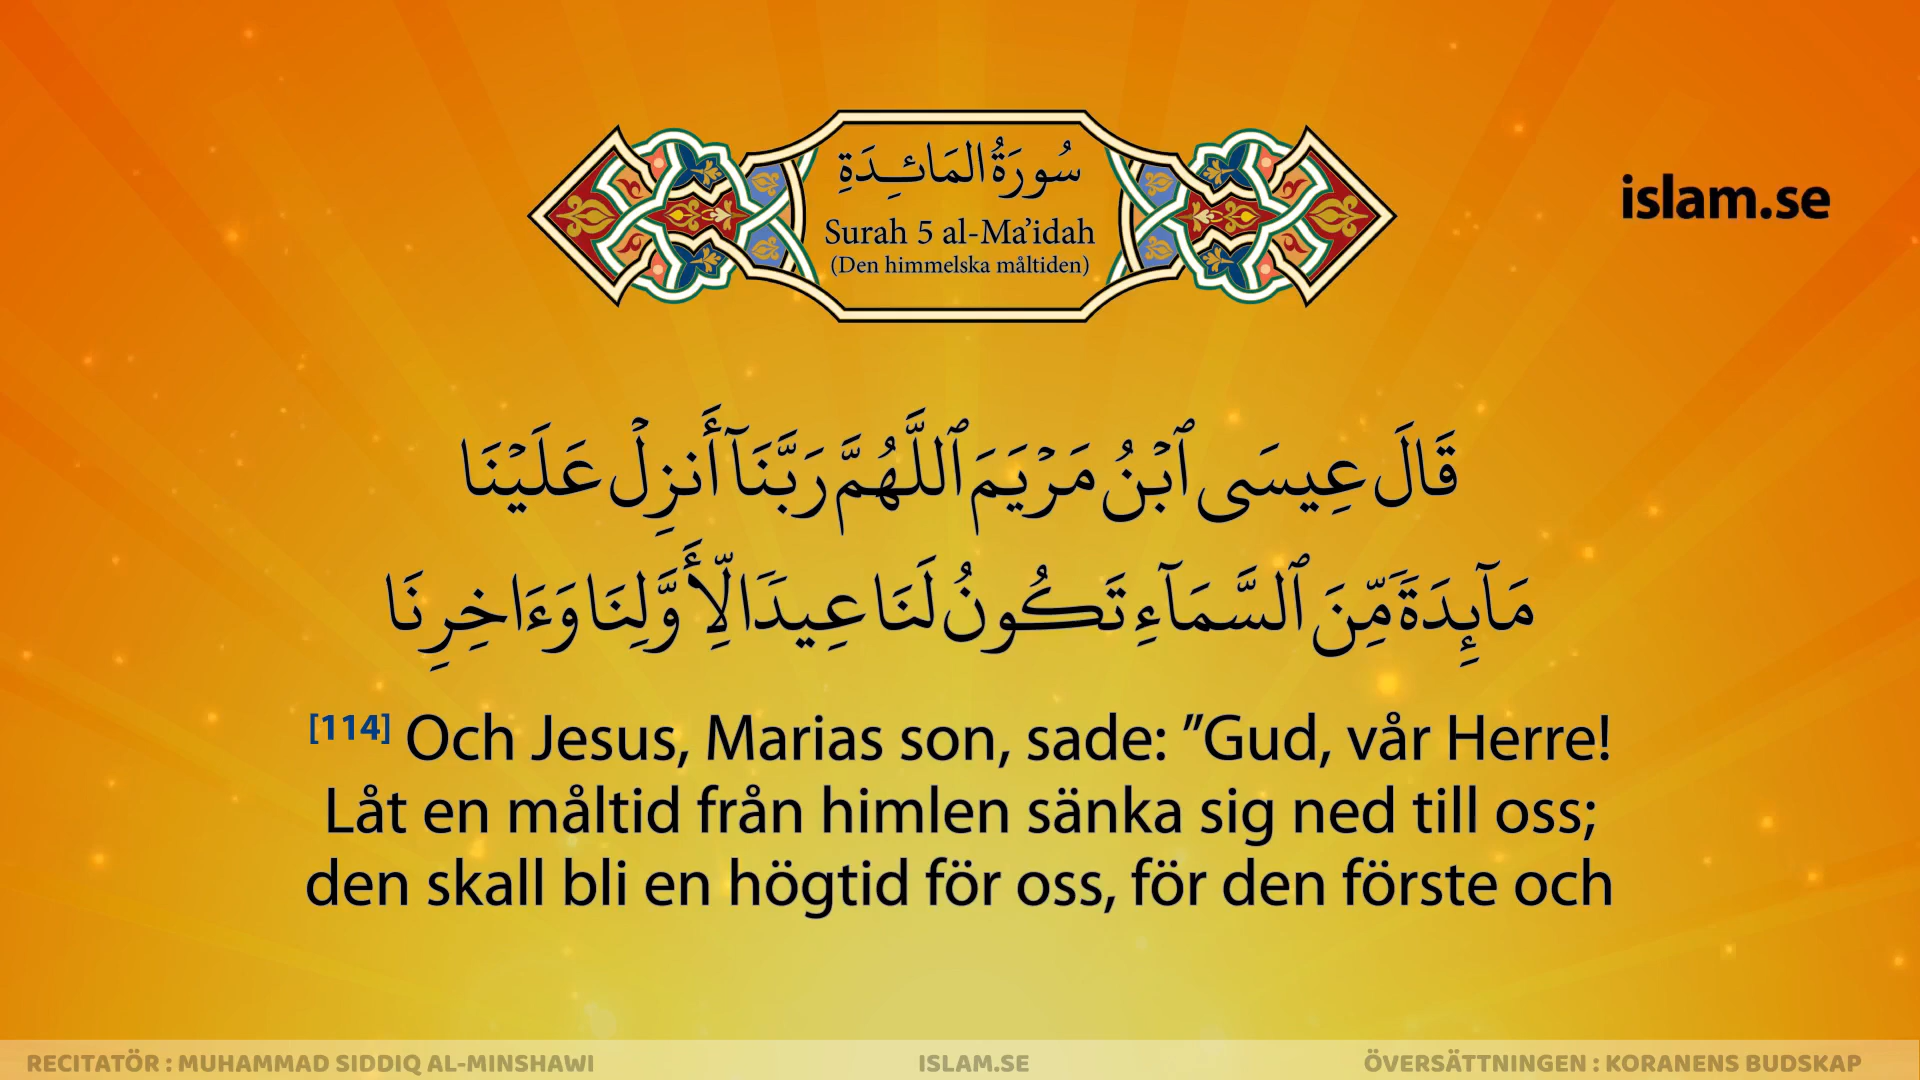 سُورَةُ المَائِدَةِ
Surah 5 al-Ma’idah
(Den himmelska måltiden)
islam.se
قَالَ عِيسَى ٱبۡنُ مَرۡيَمَ ٱللَّهُمَّ رَبَّنَآ أَنزِلۡ عَلَيۡنَا
مَآئِدَةٗ مِّنَ ٱلسَّمَآءِ تَكُونُ لَنَا عِيدٗا لِّأَوَّلِنَا وَءَاخِرِنَا
[114] Och Jesus, Marias son, sade: ”Gud, vår Herre!
Låt en måltid från himlen sänka sig ned till oss;
den skall bli en högtid för oss, för den förste och
RECITATÖR : MUHAMMAD SIDDIQ AL-MINSHAWI
ISLAM.SE
ÖVERSÄTTNINGEN : KORANENS BUDSKAP